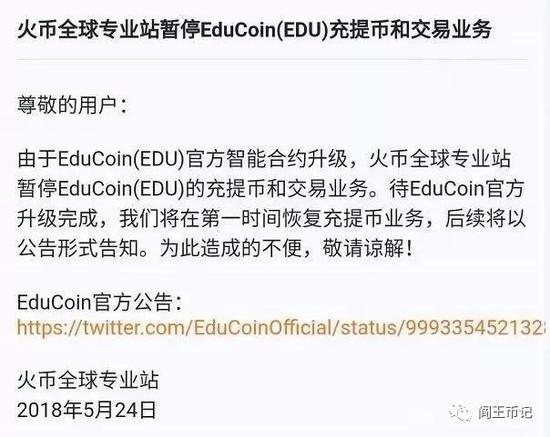 火币全球专业站暂停EduCoin(EDU)充提币和交易业务
尊敬的用户：
由于EduCoin(EDU)官方智能合约升级，火币全球专业站
暂停EduCoin(EDU)的充提币和交易业务。待EduCoin官方
升级完成，我们将在第一时间恢复充提币业务，后续将以
公告形式告知。为此造成的不便，敬请谅解！
EduCoin官方公告：
https://twitter.com/EduCoinOfficial/status/999335452132
火币全球专业站
2018年5月24日
阎王币记